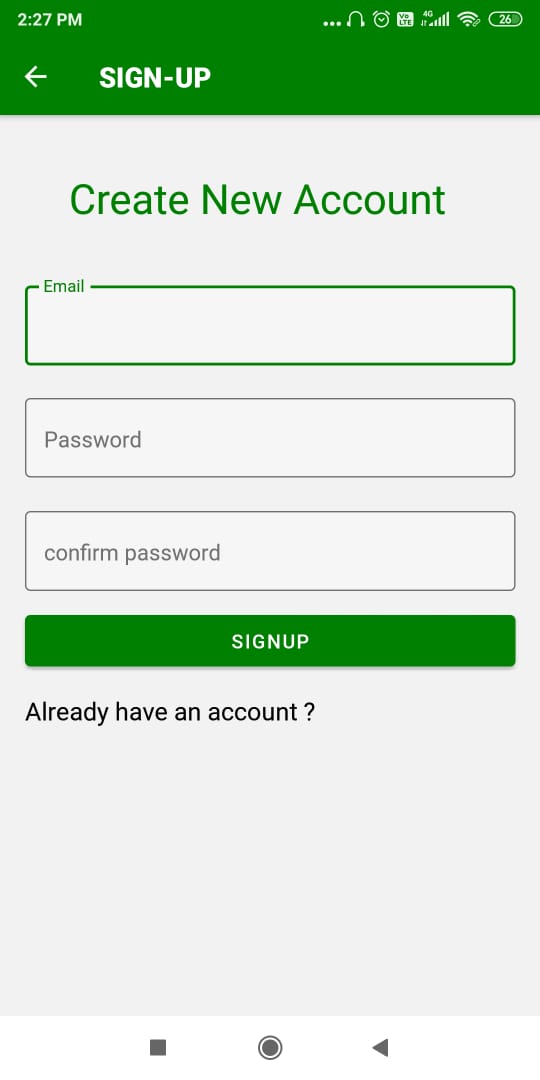 2:27 PM
Vo LTE 4G 26
SIGN-UP
Create New Account
Email
Password
confirm password
SIGNUP
Already have an account ?